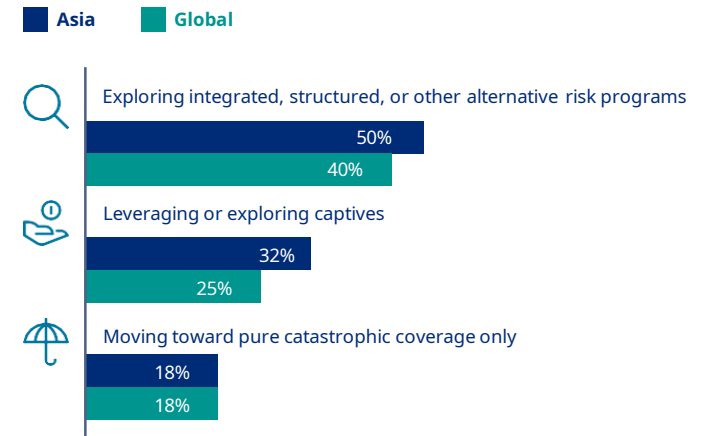 Asia
Global
Exploring integrated, structured, or other alternative risk programs
50%
40%
Leveraging or exploring captives
32%
25%
Moving toward pure catastrophic coverage only
18%
18%